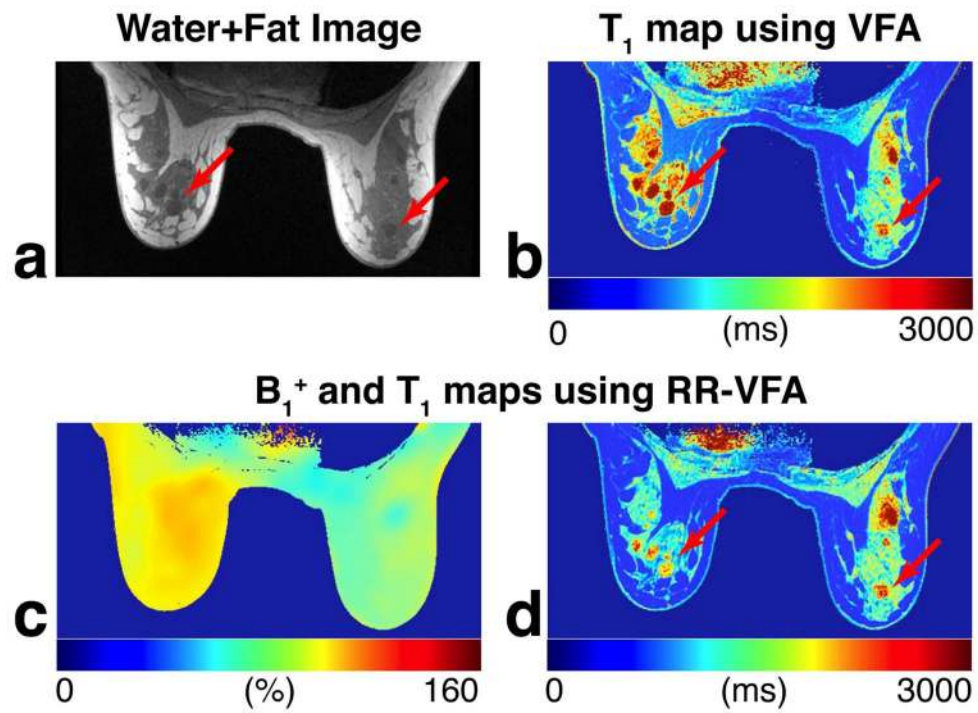 Water+Fat Image
T₁ map using VFA
a
b
0 (ms) 3000
B₁⁺ and T₁ maps using RR-VFA
c
d
0 (%) 160
0 (ms) 3000